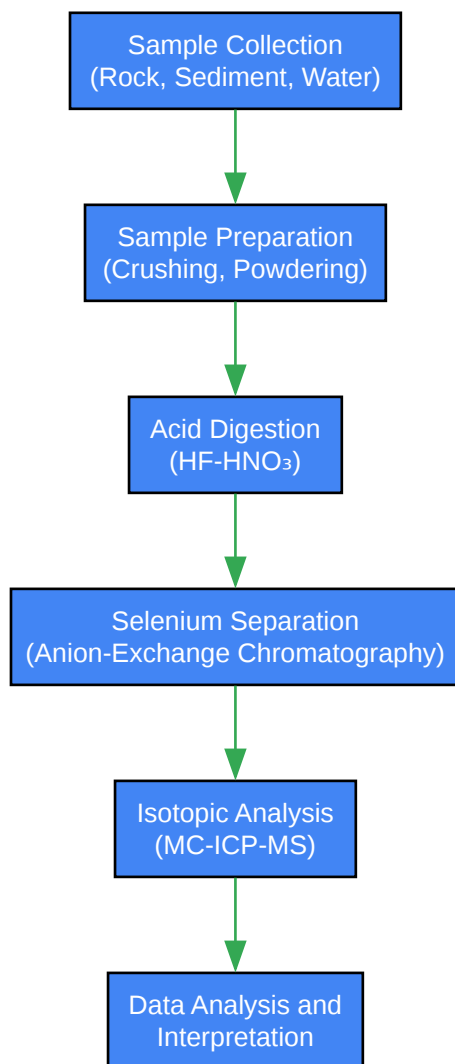 Sample Collection
(Rock, Sediment, Water)
Sample Preparation
(Crushing, Powdering)
Acid Digestion
(HF-HNO₃)
Selenium Separation
(Anion-Exchange Chromatography)
Isotopic Analysis
(MC-ICP-MS)
Data Analysis and
Interpretation